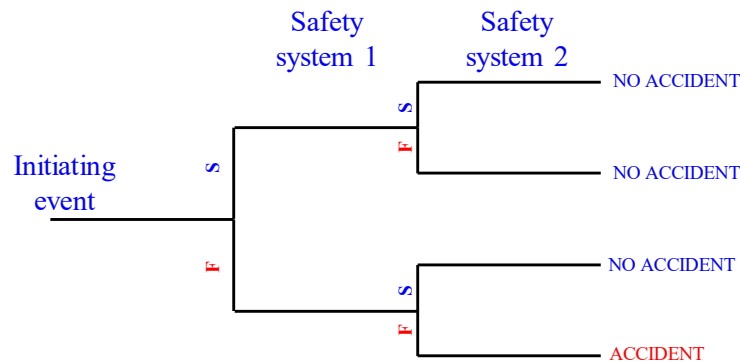 Safety
system 1
Safety
system 2
NO ACCIDENT
S
F
NO ACCIDENT
Initiating
event
S
F
NO ACCIDENT
S
F
ACCIDENT